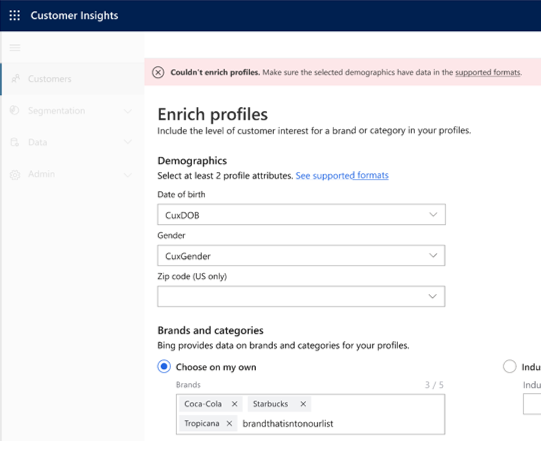 Customer Insights
Couldn't enrich profiles. Make sure the selected demographics have data in the supported formats.
Customers
Segmentation
Data
Admin
Enrich profiles
Include the level of customer interest for a brand or category in your profiles.
Demographics
Select at least 2 profile attributes. See supported formats
Date of birth
CuxDOB
Gender
CuxGender
Zip code (US only)
Brands and categories
Bing provides data on brands and categories for your profiles.
Choose on my own
Indu
Brands 3 / 5
Indu
Coca-Cola Starbucks
Tropicana brandthatisntonourlist